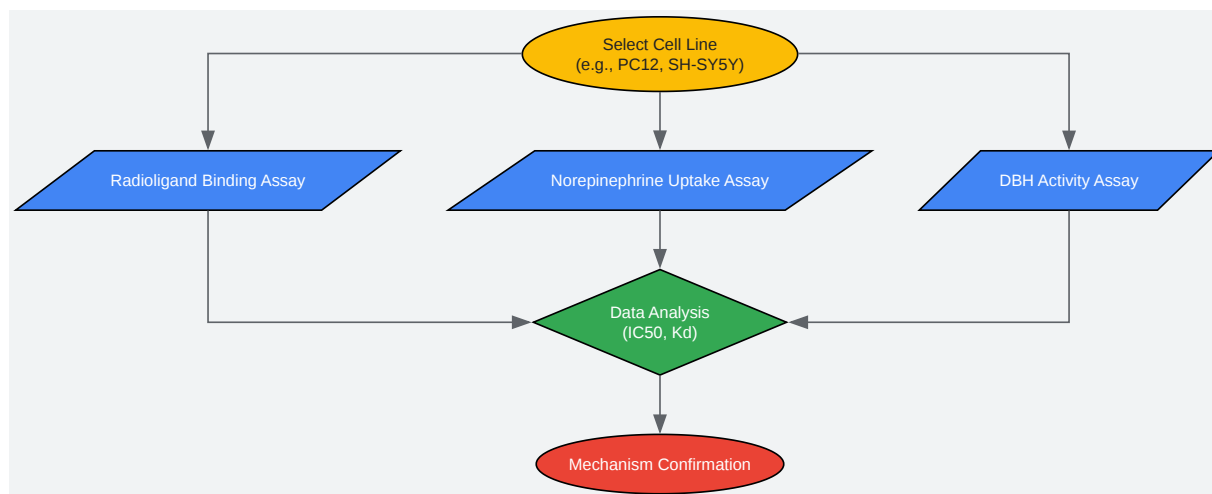 Select Cell Line
(e.g., PC12, SH-SY5Y)
Radioligand Binding Assay
Norepinephrine Uptake Assay
DBH Activity Assay
Data Analysis
(IC50, Kd)
Mechanism Confirmation